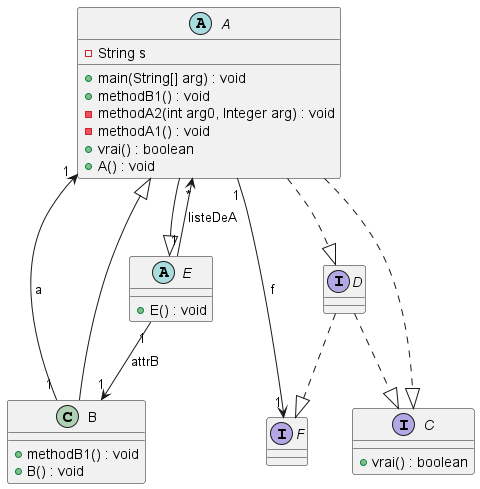 A A
String s
main(String[] arg) : void
methodB1() : void
methodA2(int arg0, Integer arg) : void
methodA1() : void
vrai() : boolean
A() : void
1 * 1
listeDeA
1
A E
E() : void
I D
a
f
1
attrB
1 1 1
C B
methodB1() : void
B() : void
I F
I C
vrai() : boolean